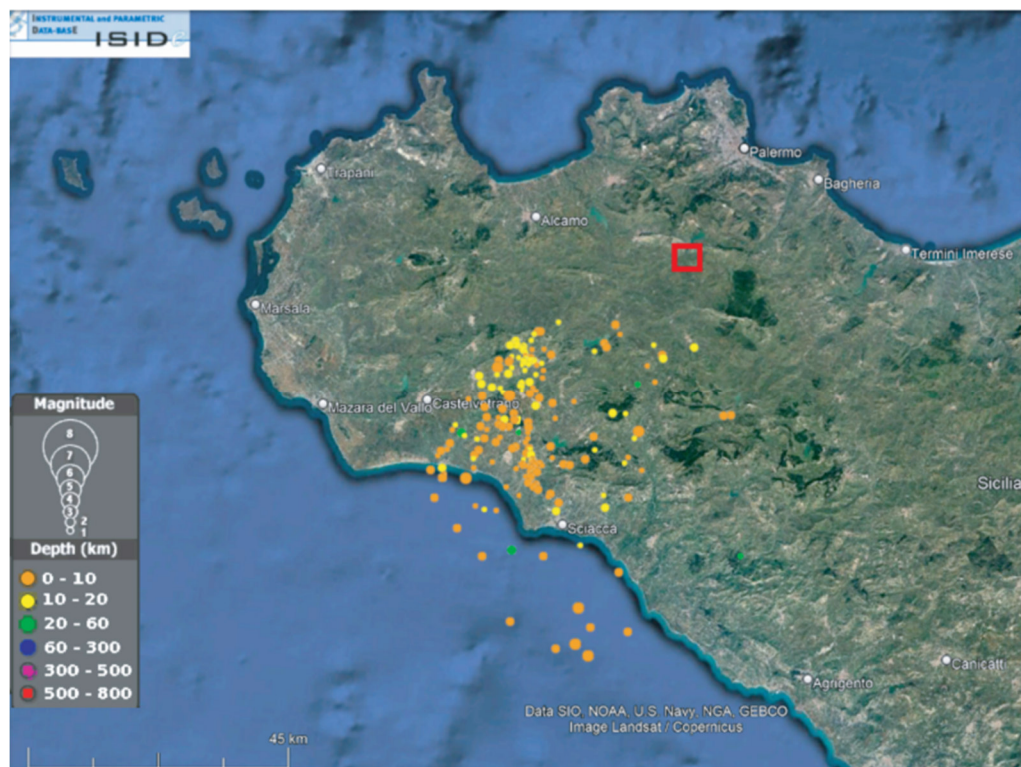 INSTRUMENTAL and PARAMETRIC
DATA-BASE ISIDe
Palermo
Trapani
Bagheria
Alcamo
Termini Imerese
Marsala
Mazara del Vallo
Castelvetrano
Magnitude
8
7
6
5
4
3
2
1
Sicilia
Sciacca
Depth (km)
0 - 10
10 - 20
20 - 60
60 - 300
300 - 500
500 - 800
Canicattì
Agrigento
Data SIO, NOAA, U.S. Navy, NGA, GEBCO
Image Landsat / Copernicus
45 km